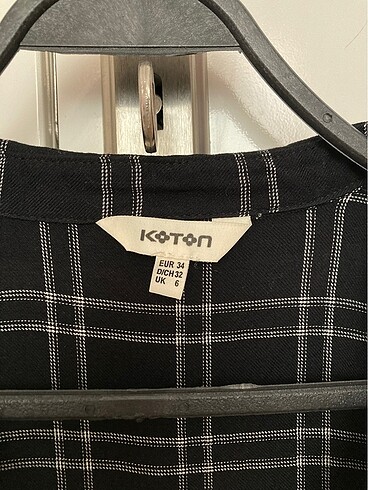 KOTON
EUR 34
D/CH 32
UK 6